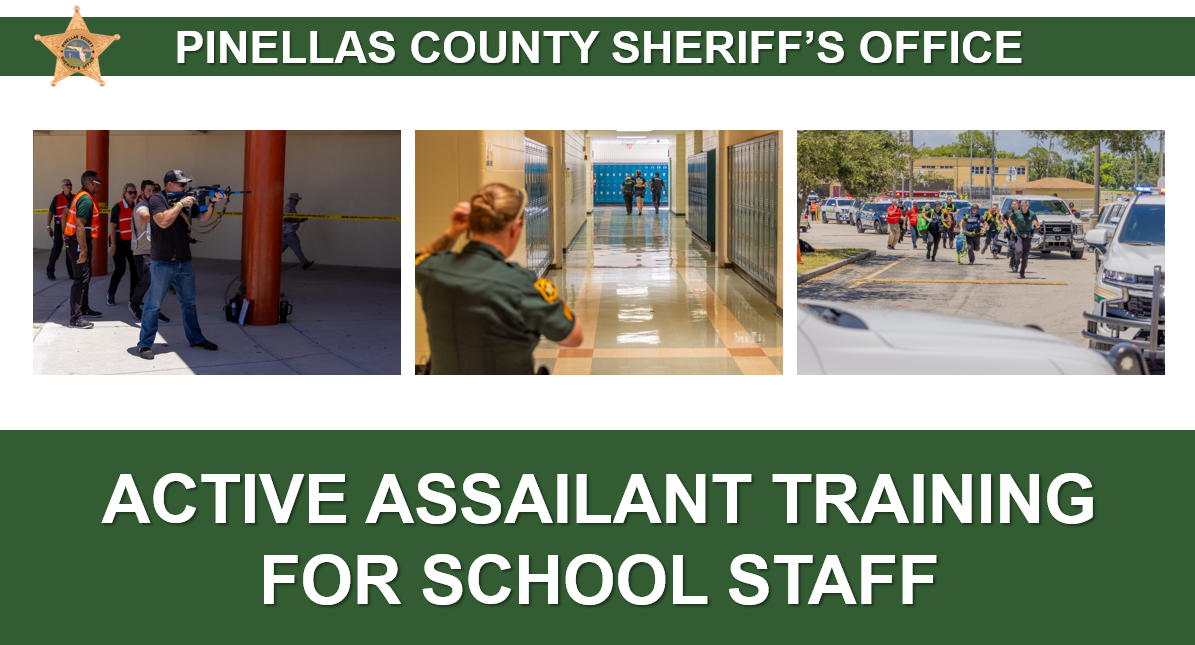 PINELLAS COUNTY SHERIFF’S OFFICE
ACTIVE ASSAILANT TRAINING
FOR SCHOOL STAFF